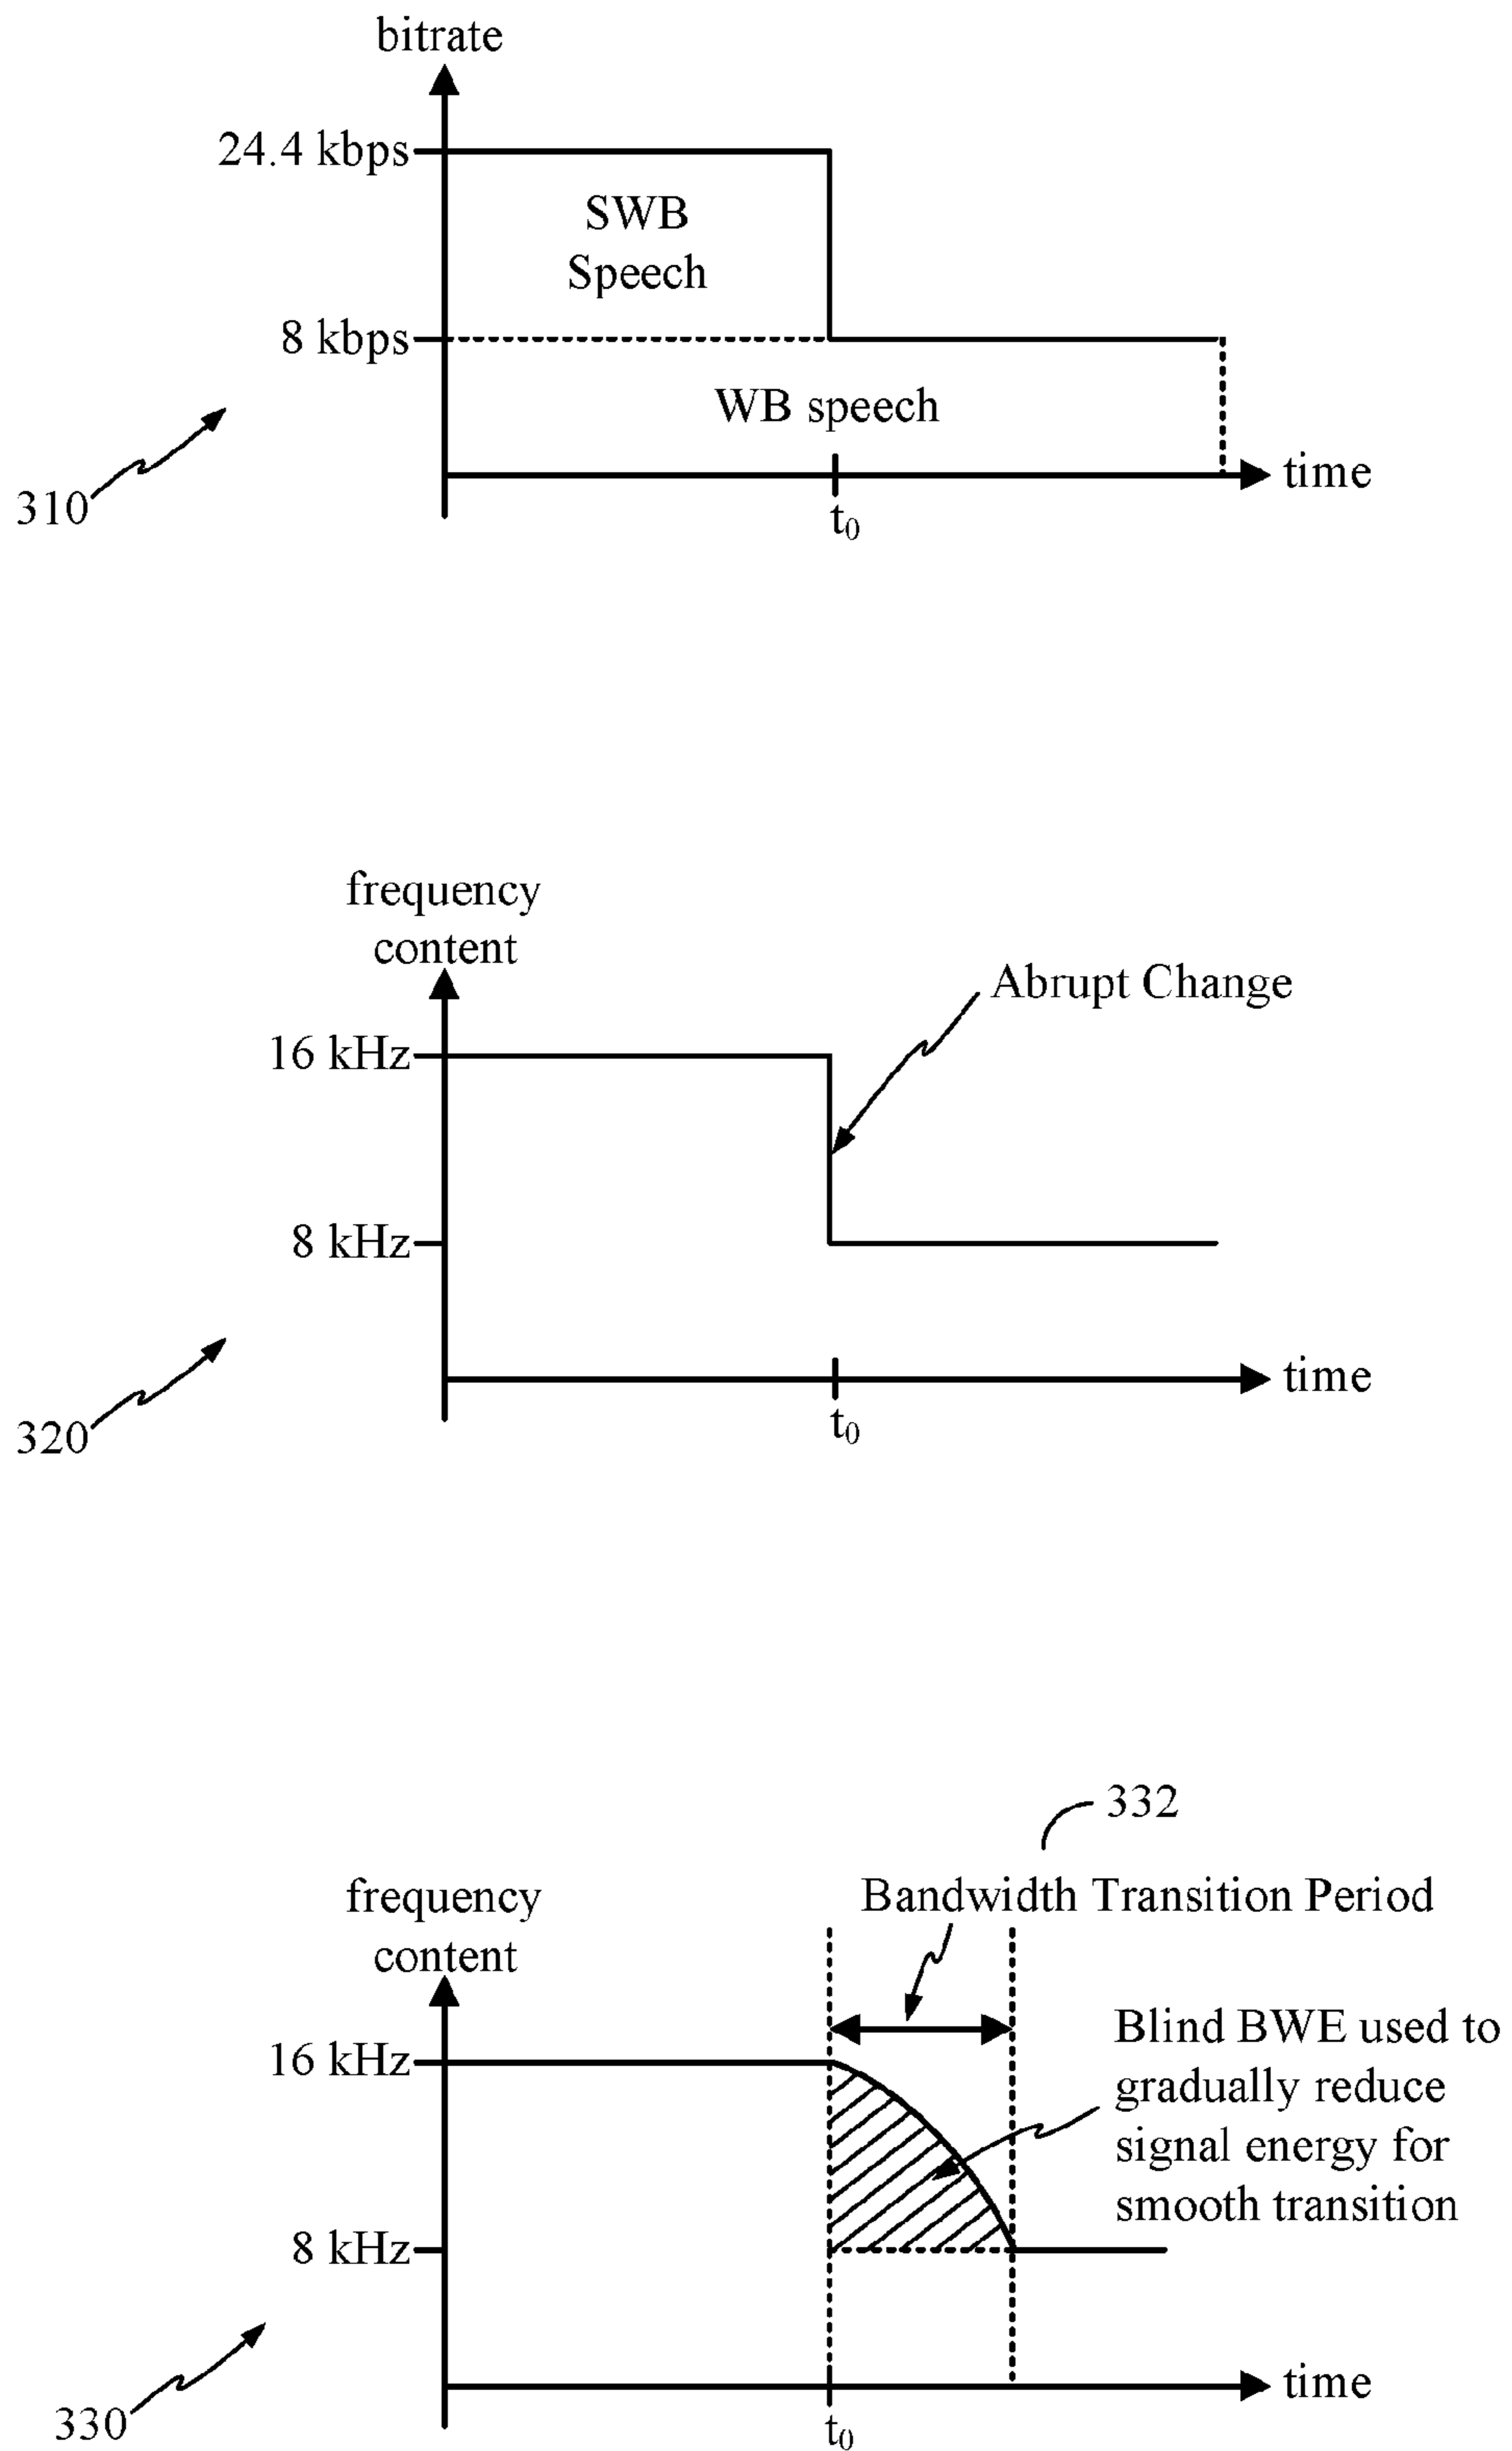 bitrate
24.4 kbps
SWB
Speech
8 kbps
WB speech
time
t₀
310
frequency
content
Abrupt Change
16 kHz
8 kHz
time
t₀
320
332
Bandwidth Transition Period
frequency
content
16 kHz
Blind BWE used to
gradually reduce
signal energy for
smooth transition
8 kHz
time
t₀
330